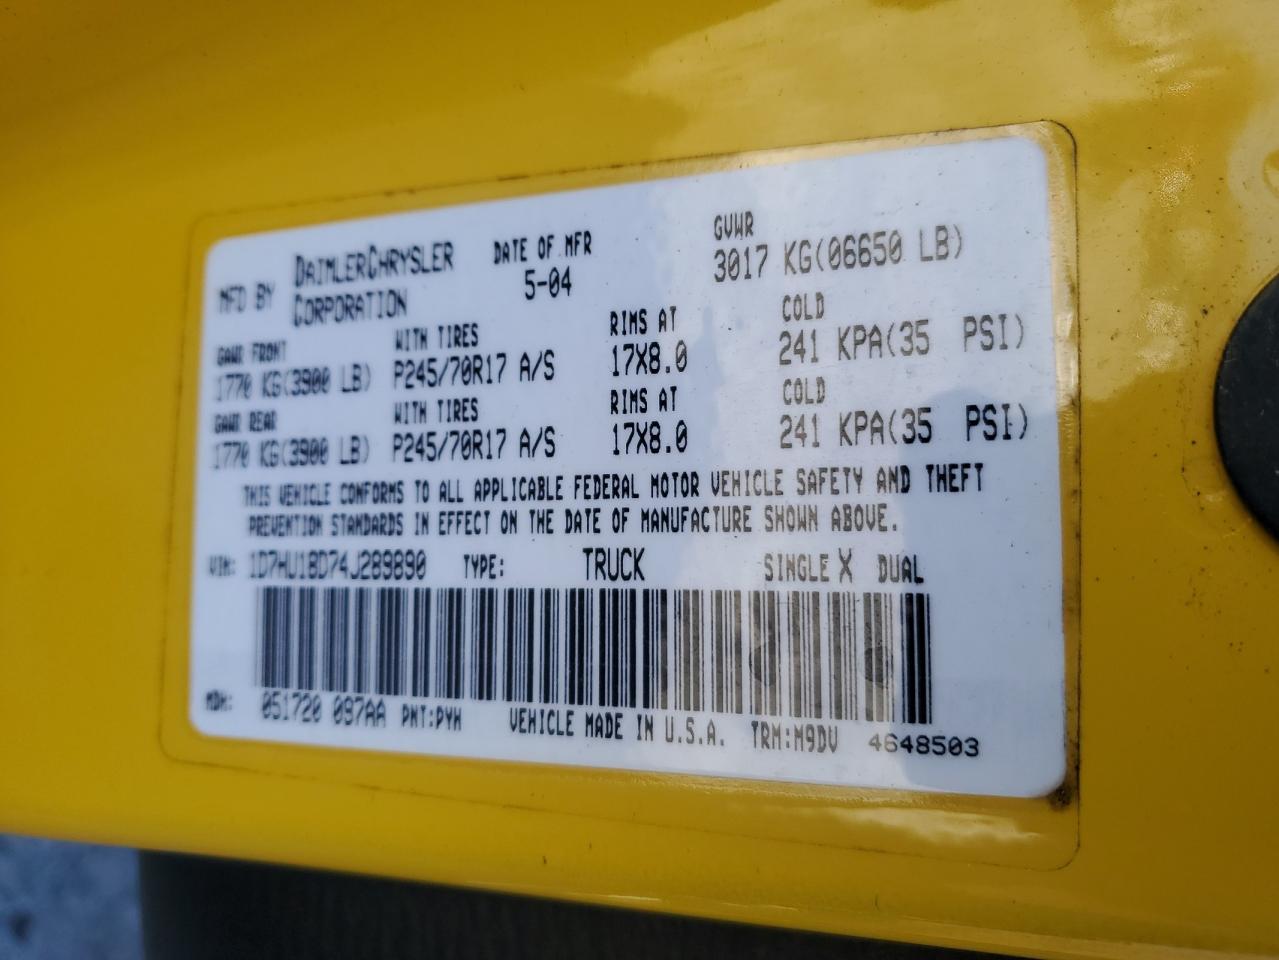 MFD BY DAIMLERCHRYSLER CORPORATION DATE OF MFR 5-04 GVWR 3017 KG(06650 LB)
GAWR FRONT WITH TIRES RIMS AT COLD
1770 KG(3900 LB) P245/70R17 A/S 17X8.0 241 KPA(35 PSI)
GAWR REAR WITH TIRES RIMS AT COLD
1770 KG(3900 LB) P245/70R17 A/S 17X8.0 241 KPA(35 PSI)
THIS VEHICLE CONFORMS TO ALL APPLICABLE FEDERAL MOTOR VEHICLE SAFETY AND THEFT
PREVENTION STANDARDS IN EFFECT ON THE DATE OF MANUFACTURE SHOWN ABOVE.
VIN: 1D7HU18D74J289890 TYPE: TRUCK SINGLE X DUAL
MDH: 051720 097AA PNT:PYH VEHICLE MADE IN U.S.A. TRM:M9DV 4648503